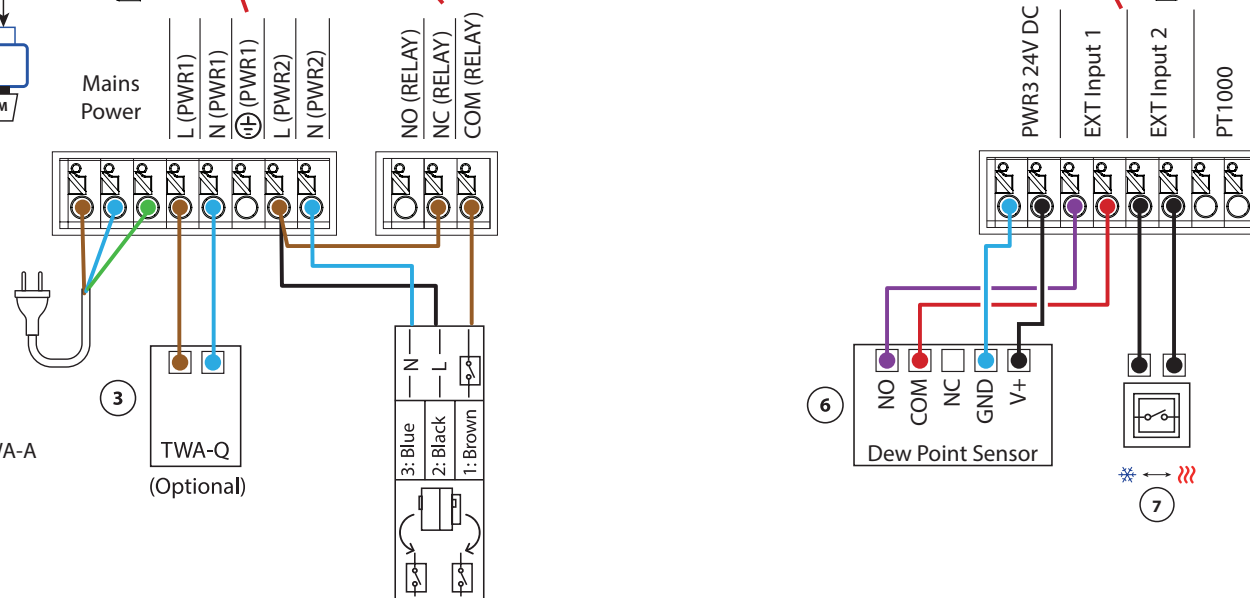 M
Mains
Power
L (PWR1)
N (PWR1)
(PWR1)
L (PWR2)
N (PWR2)
NO (RELAY)
NC (RELAY)
COM (RELAY)
PWR3 24V DC
EXT Input 1
EXT Input 2
PT1000
3
TWA-Q
(Optional)
/A-A
N
L
3: Blue
2: Black
1: Brown
6
NO
COM
NC
GND
V+
Dew Point Sensor
7